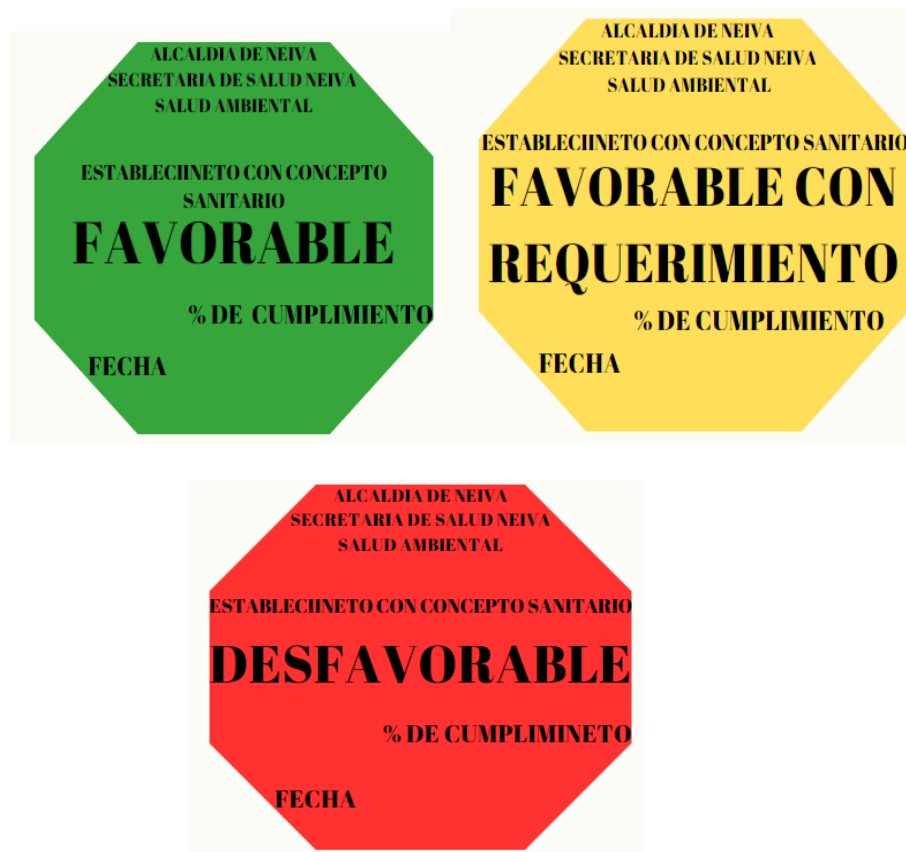 ALCALDIA DE NEIVA
SECRETARIA DE SALUD NEIVA
SALUD AMBIENTAL
ESTABLECIINETO CON CONCEPTO
SANITARIO
FAVORABLE
% DE CUMPLIMIENTO
FECHA
ALCALDIA DE NEIVA
SECRETARIA DE SALUD NEIVA
SALUD AMBIENTAL
ESTABLECIINETO CON CONCEPTO SANITARIO
FAVORABLE CON
REQUERIMIENTO
% DE CUMPLIMIENTO
FECHA
ALCALDIA DE NEIVA
SECRETARIA DE SALUD NEIVA
SALUD AMBIENTAL
ESTABLECIINETO CON CONCEPTO SANITARIO
DESFAVORABLE
% DE CUMPLIMINETO
FECHA